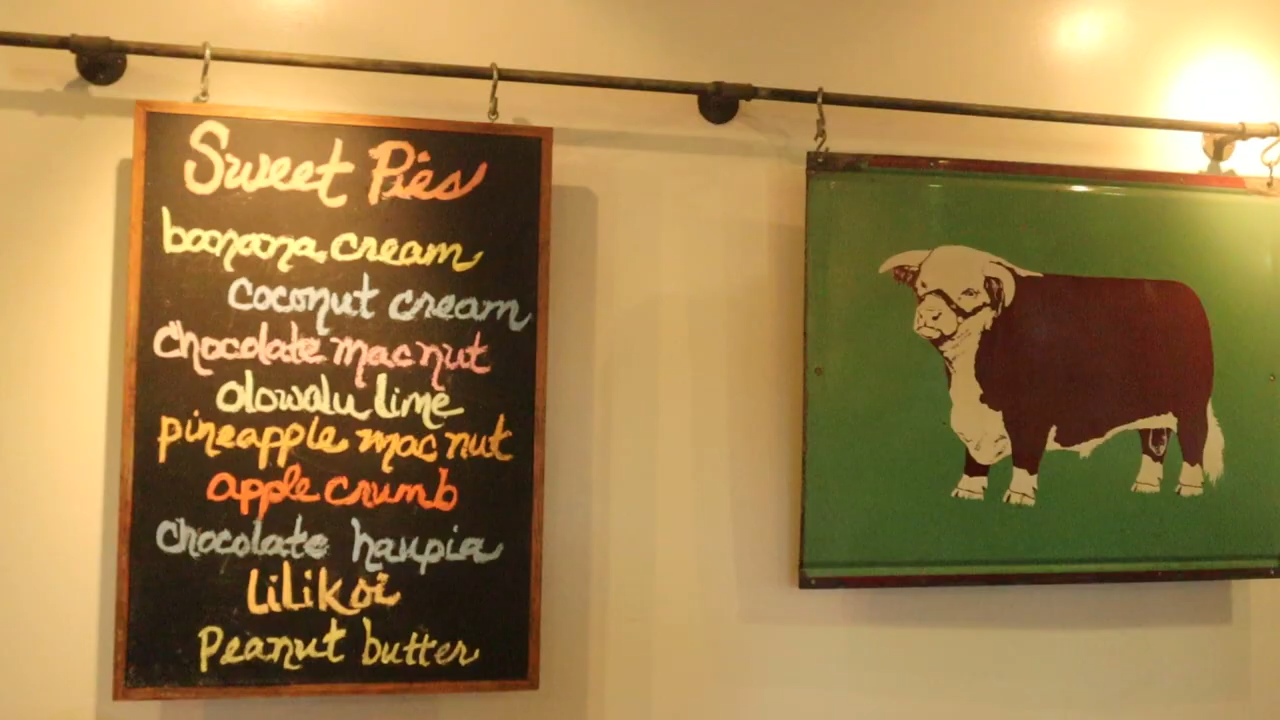 Sweet Pies
banana cream
coconut cream
chocolate mac nut
olowalu lime
pineapple mac nut
apple crumb
chocolate haupia
Lilikoi
Peanut butter